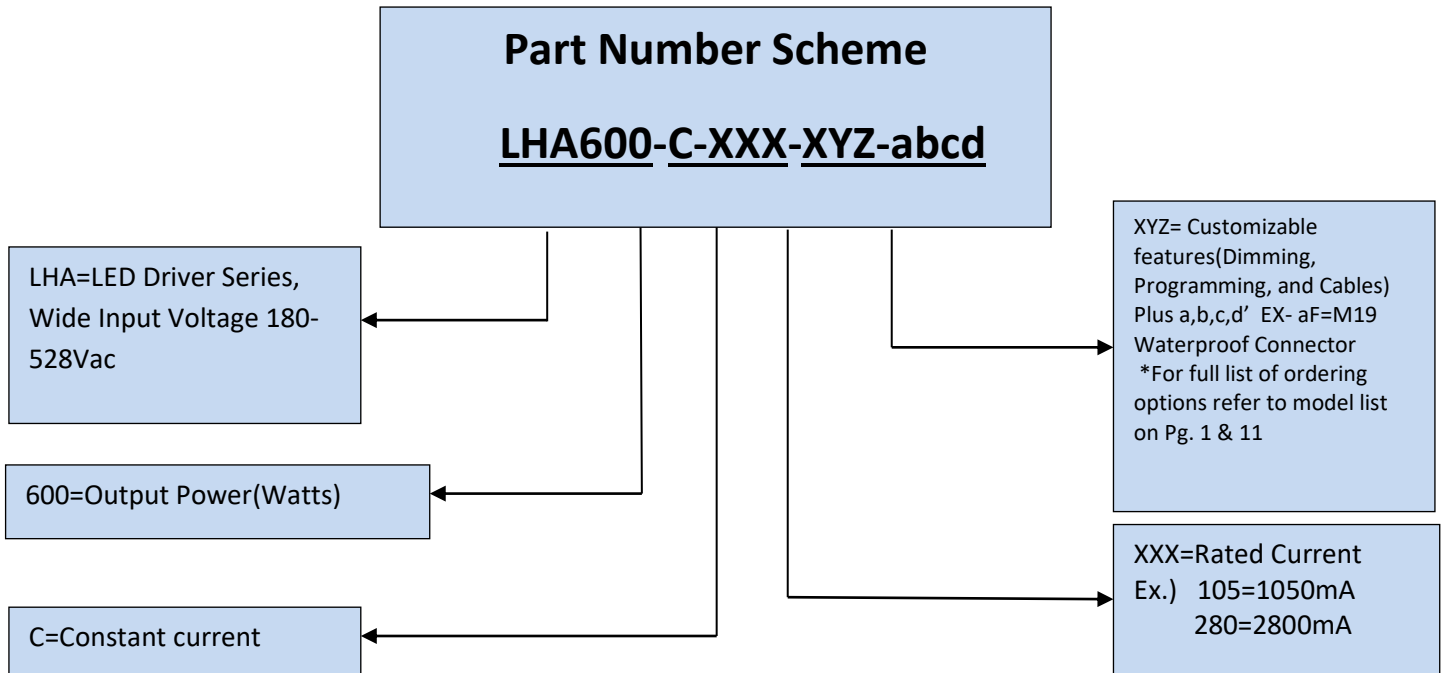 Part Number Scheme
LHA600-C-XXX-XYZ-abcd
LHA=LED Driver Series,
Wide Input Voltage 180-
528Vac
600=Output Power(Watts)
C=Constant current
XYZ= Customizable
features(Dimming,
Programming, and Cables)
Plus a,b,c,d’ EX- aF=M19
Waterproof Connector
*For full list of ordering
options refer to model list
on Pg. 1 & 11
XXX=Rated Current
Ex.) 105=1050mA
280=2800mA